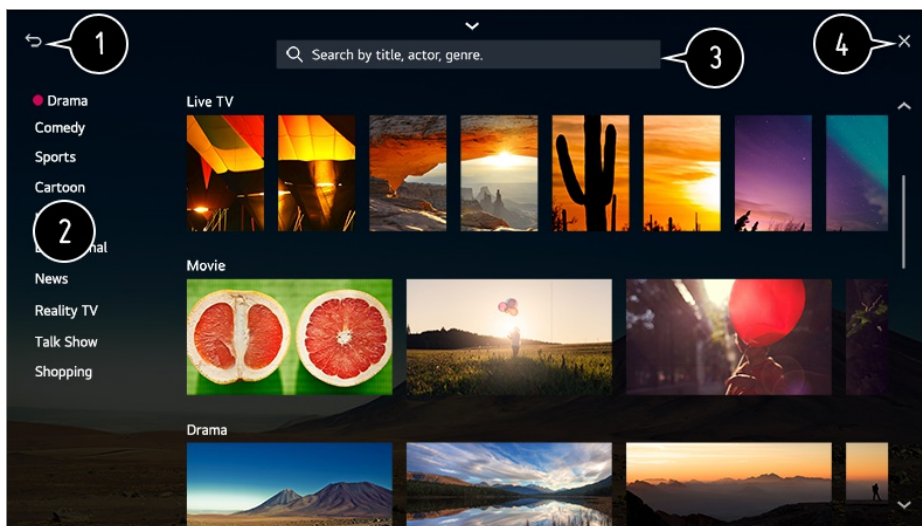 1
2
3
4
Search by title, actor, genre.
Drama
Comedy
Sports
Cartoon
News
Reality TV
Talk Show
Shopping
Live TV
Movie
Drama